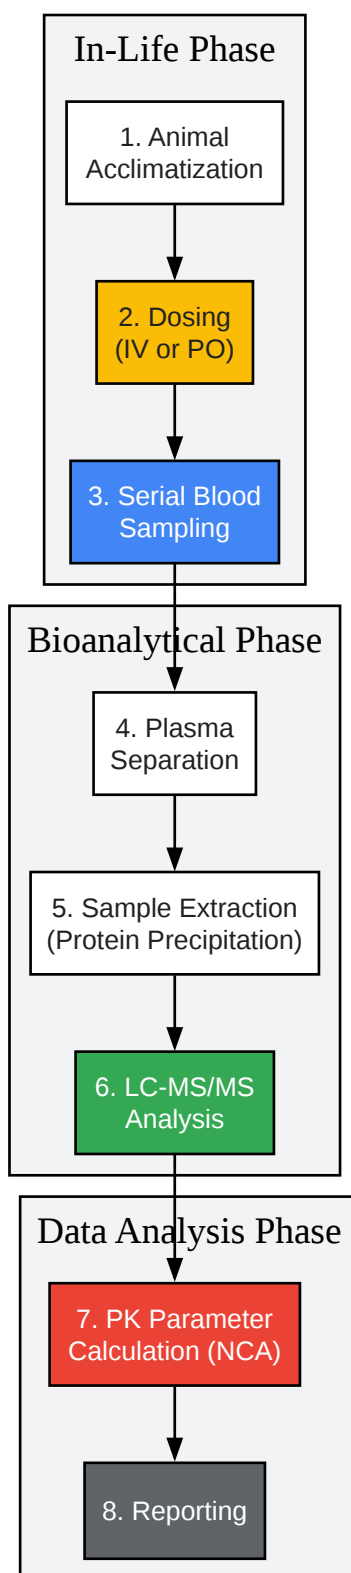 In-Life Phase
1. Animal
Acclimatization
2. Dosing
(IV or PO)
3. Serial Blood
Sampling
Bioanalytical Phase
4. Plasma
Separation
5. Sample Extraction
(Protein Precipitation)
6. LC-MS/MS
Analysis
Data Analysis Phase
7. PK Parameter
Calculation (NCA)
8. Reporting